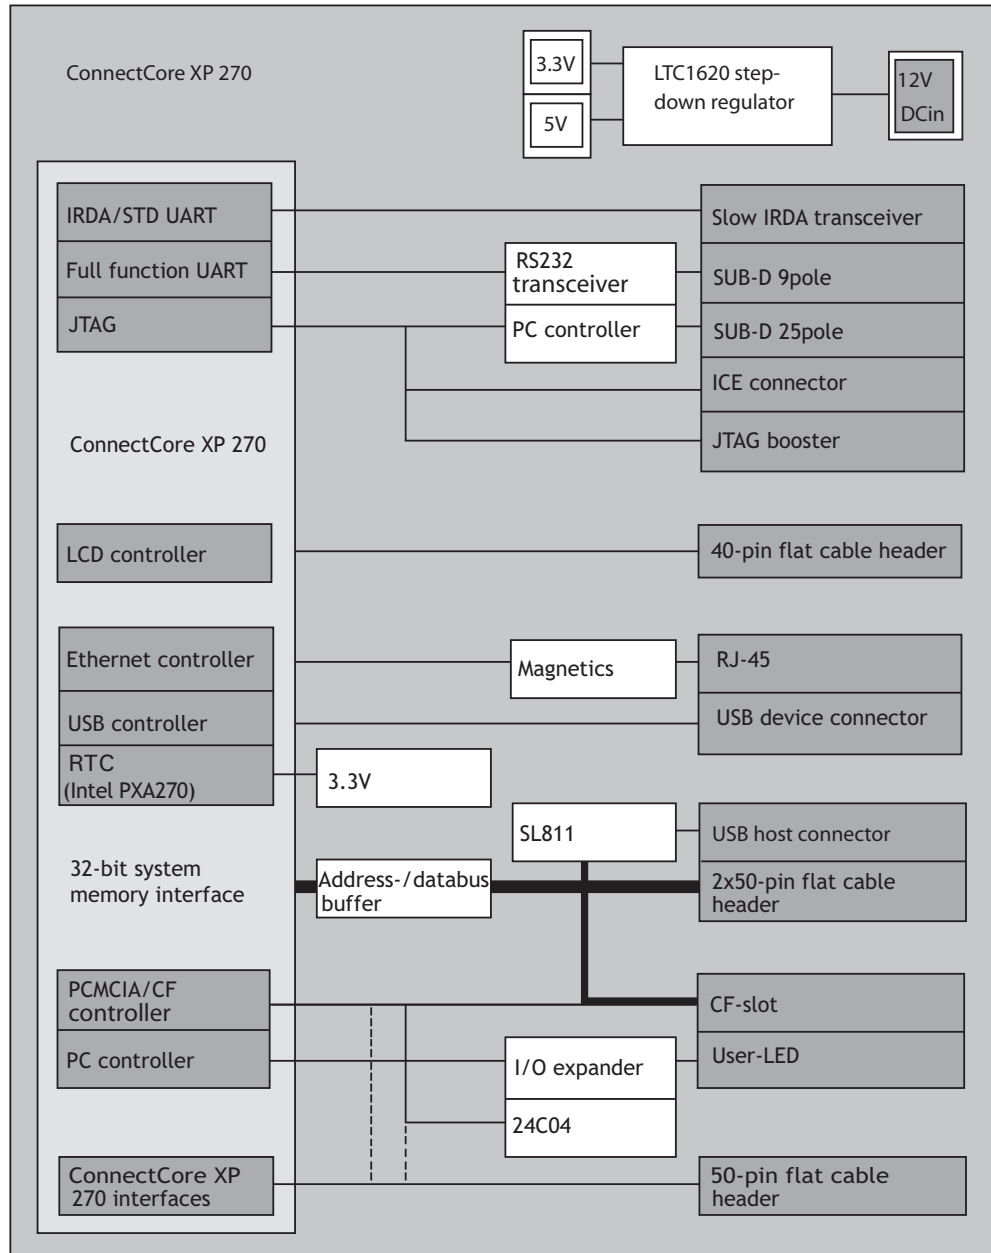 ConnectCore XP 270
3.3V
5V
LTC1620 step-
down regulator
12V
DCin
IRDA/STD UART
Slow IRDA transceiver
Full function UART
RS232
transceiver
SUB-D 9pole
JTAG
PC controller
SUB-D 25pole
ICE connector
JTAG booster
ConnectCore XP 270
LCD controller
40-pin flat cable header
Ethernet controller
Magnetics
RJ-45
USB controller
USB device connector
RTC
(Intel PXA270)
3.3V
SL811
USB host connector
32-bit system
memory interface
Address-/databus
buffer
2x50-pin flat cable
header
PCMCIA/CF
controller
CF-slot
PC controller
I/O expander
User-LED
24C04
ConnectCore XP
270 interfaces
50-pin flat cable
header